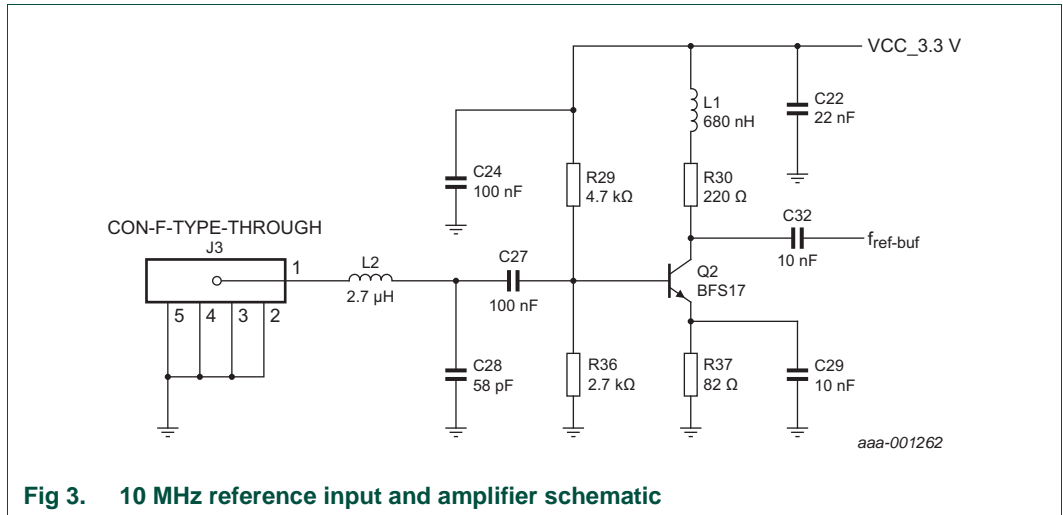 VCC_3.3 V
L1
680 nH
C22
22 nF
C24
100 nF
R29
4.7 kΩ
R30
220 Ω
CON-F-TYPE-THROUGH
J3
1
5 4 3 2
L2
2.7 μH
C27
100 nF
C32
10 nF
fref-buf
Q2
BFS17
C28
58 pF
R36
2.7 kΩ
R37
82 Ω
C29
10 nF
aaa-001262
Fig 3. 10 MHz reference input and amplifier schematic